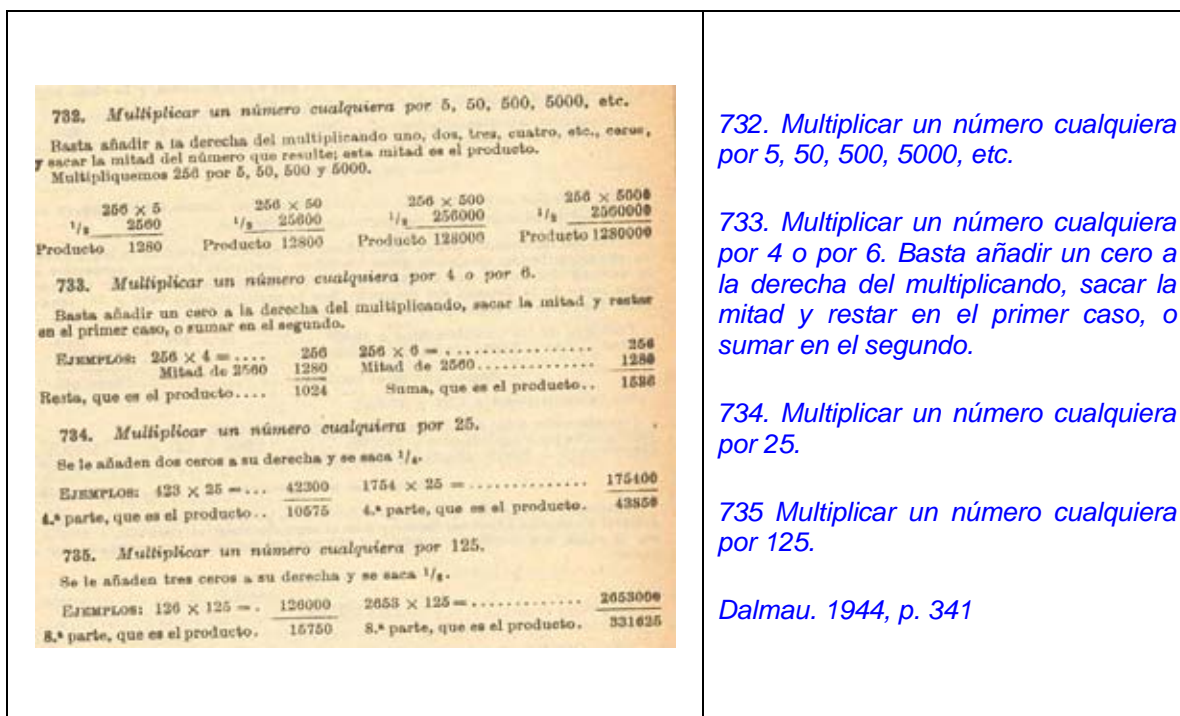 732. Multiplicar un número cualquiera por 5, 50, 500, 5000, etc.
Basta añadir a la derecha del multiplicando uno, dos, tres, cuatro, etc., ceros,
y sacar la mitad del número que resulte; esta mitad es el producto.
Multipliquemos 256 por 5, 50, 500 y 5000.
256 × 5 256 × 50 256 × 500 256 × 5000
1/2 2560 1/2 25600 1/2 256000 1/2 2560000
Producto 1280 Producto 12800 Producto 128000 Producto 1280000
733. Multiplicar un número cualquiera por 4 o por 6.
Basta añadir un cero a la derecha del multiplicando, sacar la mitad y restar
en el primer caso, o sumar en el segundo.
EJEMPLOS: 256 × 4 = .... 256 256 × 6 = ................ 256
Mitad de 2560 1280 Mitad de 2560.............. 1280
Resta, que es el producto.... 1024 Suma, que es el producto.. 1536
734. Multiplicar un número cualquiera por 25.
Se le añaden dos ceros a su derecha y se saca 1/4.
EJEMPLOS: 423 × 25 = ... 42300 1754 × 25 = .............. 175400
4.ª parte, que es el producto.. 10575 4.ª parte, que es el producto. 43850
735. Multiplicar un número cualquiera por 125.
Se le añaden tres ceros a su derecha y se saca 1/8.
EJEMPLOS: 126 × 125 = . 126000 2653 × 125 = ............. 2653000
8.ª parte, que es el producto. 15750 8.ª parte, que es el producto. 331625
732. Multiplicar un número cualquiera
por 5, 50, 500, 5000, etc.
733. Multiplicar un número cualquiera
por 4 o por 6. Basta añadir un cero a
la derecha del multiplicando, sacar la
mitad y restar en el primer caso, o
sumar en el segundo.
734. Multiplicar un número cualquiera
por 25.
735 Multiplicar un número cualquiera
por 125.
Dalmau. 1944, p. 341